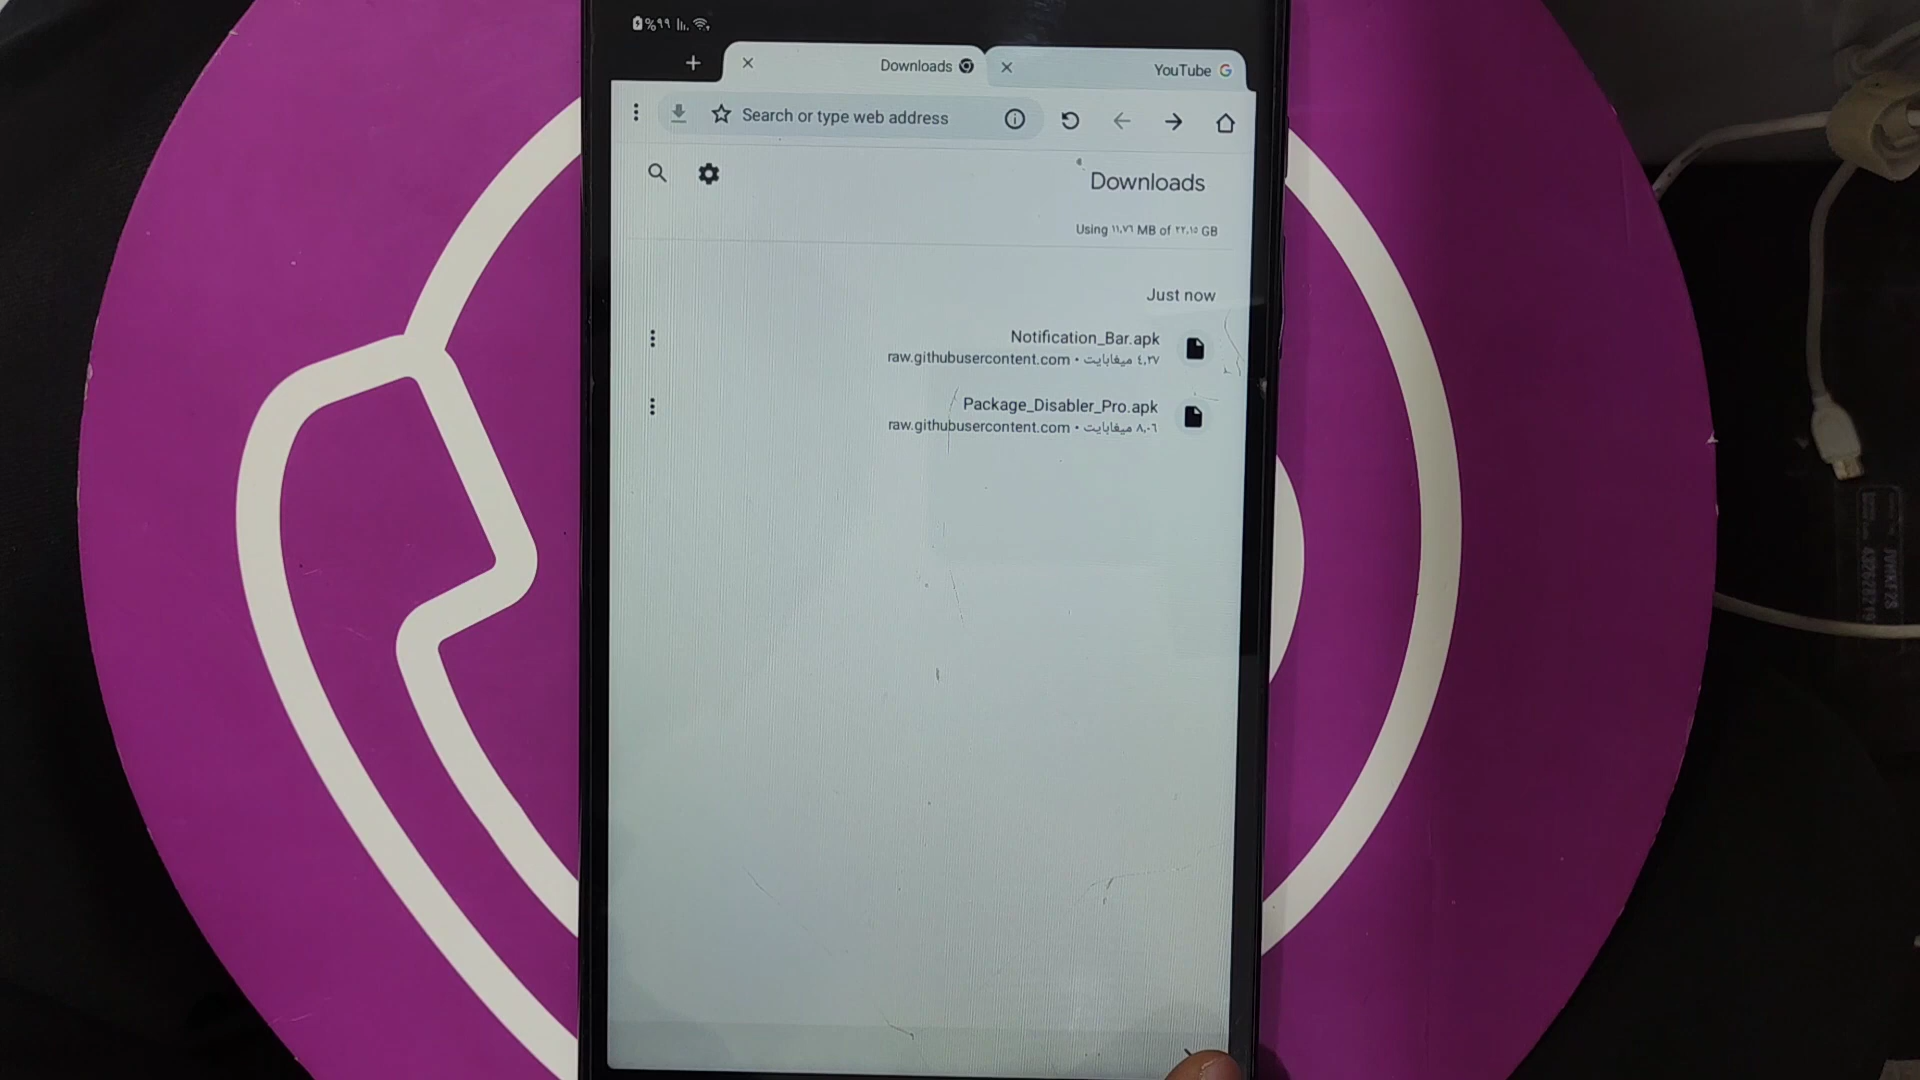 %٩٩
Downloads
YouTube
Search or type web address
Downloads
Using ١١,٧٦ MB of ٢٢,١٥ GB
Just now
Notification_Bar.apk
raw.githubusercontent.com • ٤,٢٧ ميغابايت
Package_Disabler_Pro.apk
raw.githubusercontent.com • ٨,٠٦ ميغابايت